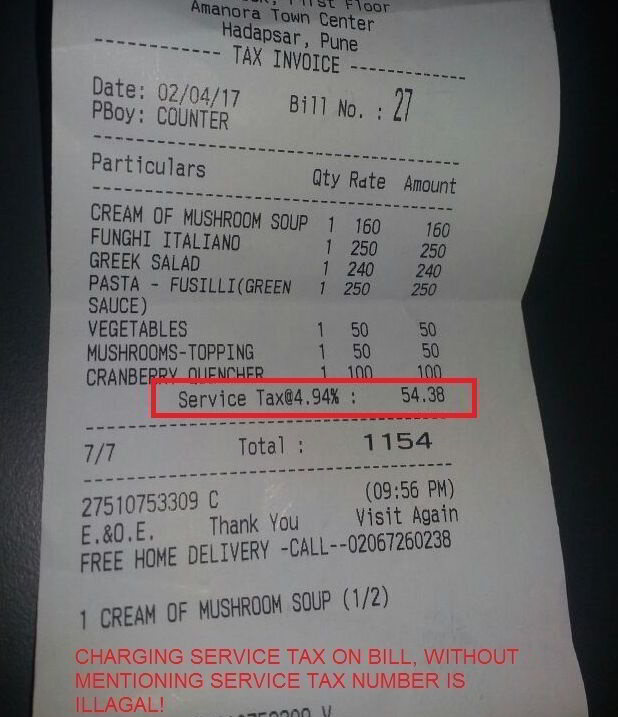 First Floor
Amanora Town Center
Hadapsar, Pune
------------ TAX INVOICE ------------
Date: 02/04/17 Bill No. : 27
PBoy: COUNTER
Particulars Qty Rate Amount
CREAM OF MUSHROOM SOUP 1 160 160
FUNGHI ITALIANO 1 250 250
GREEK SALAD 1 240 240
PASTA - FUSILLI(GREEN 1 250 250
SAUCE)
VEGETABLES 1 50 50
MUSHROOMS-TOPPING 1 50 50
CRANBERRY QUENCHER 1 100 100
Service Tax@4.94% : 54.38
7/7 Total : 1154
27510753309 C (09:56 PM)
E.&O.E. Thank You Visit Again
FREE HOME DELIVERY -CALL--02067260238
1 CREAM OF MUSHROOM SOUP (1/2)
CHARGING SERVICE TAX ON BILL, WITHOUT
MENTIONING SERVICE TAX NUMBER IS
ILLAGAL!